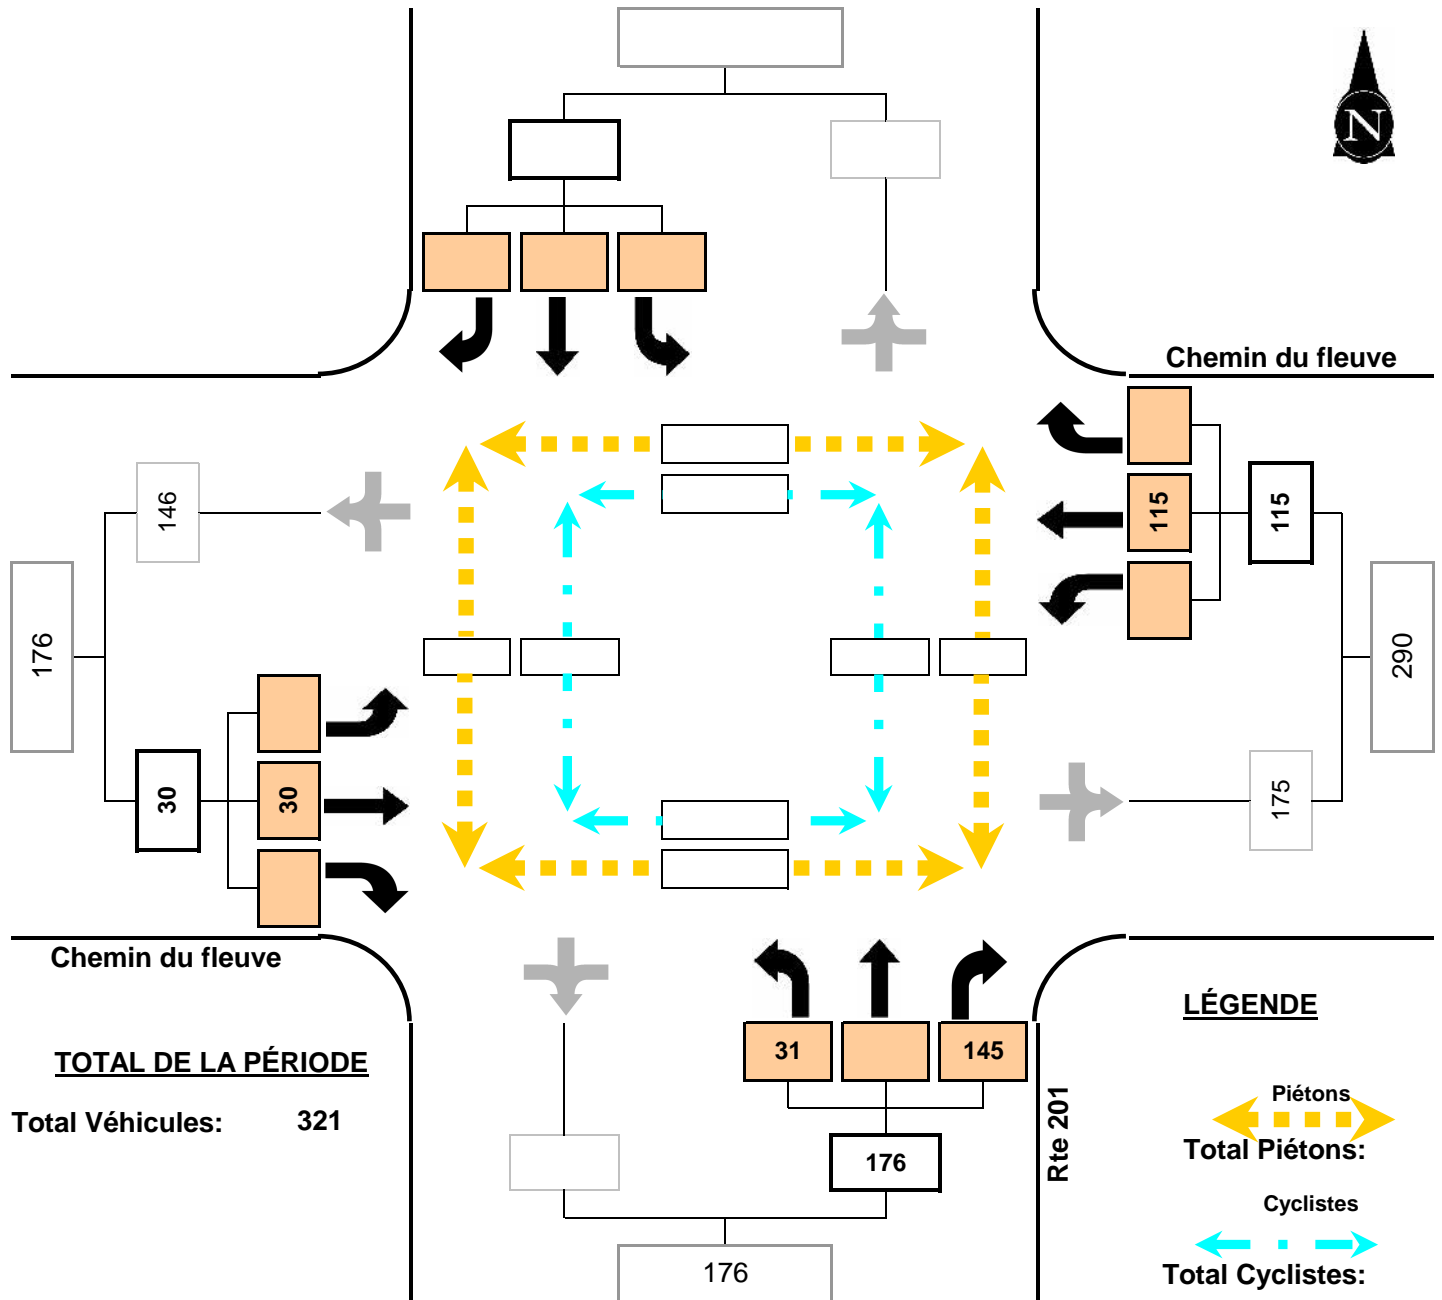 N
Chemin du fleuve
146
115
115
176
290
30
30
175
Chemin du fleuve
LÉGENDE
31
145
TOTAL DE LA PÉRIODE
Total Véhicules: 321
Rte 201
Piétons
Total Piétons:
176
Cyclistes
176
Total Cyclistes: